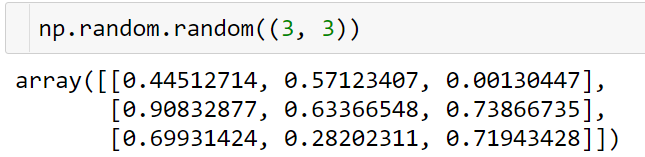 np.random.random((3, 3))
array([[0.44512714, 0.57123407, 0.00130447],
       [0.90832877, 0.63366548, 0.73866735],
       [0.69931424, 0.28202311, 0.71943428]])